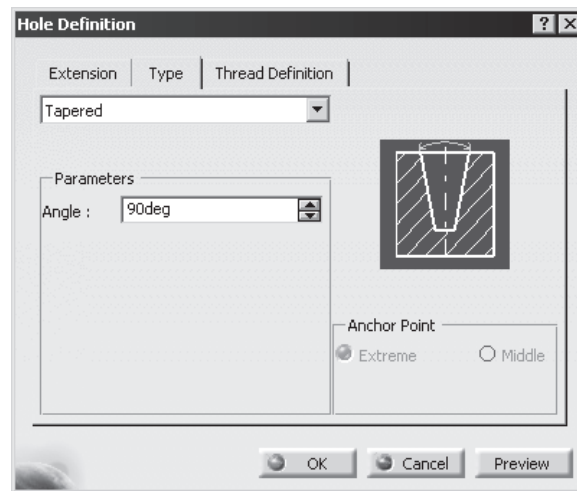 Hole Definition ? X
Extension Type Thread Definition
Tapered
Parameters
Angle : 90deg
Anchor Point
Extreme Middle
OK Cancel Preview